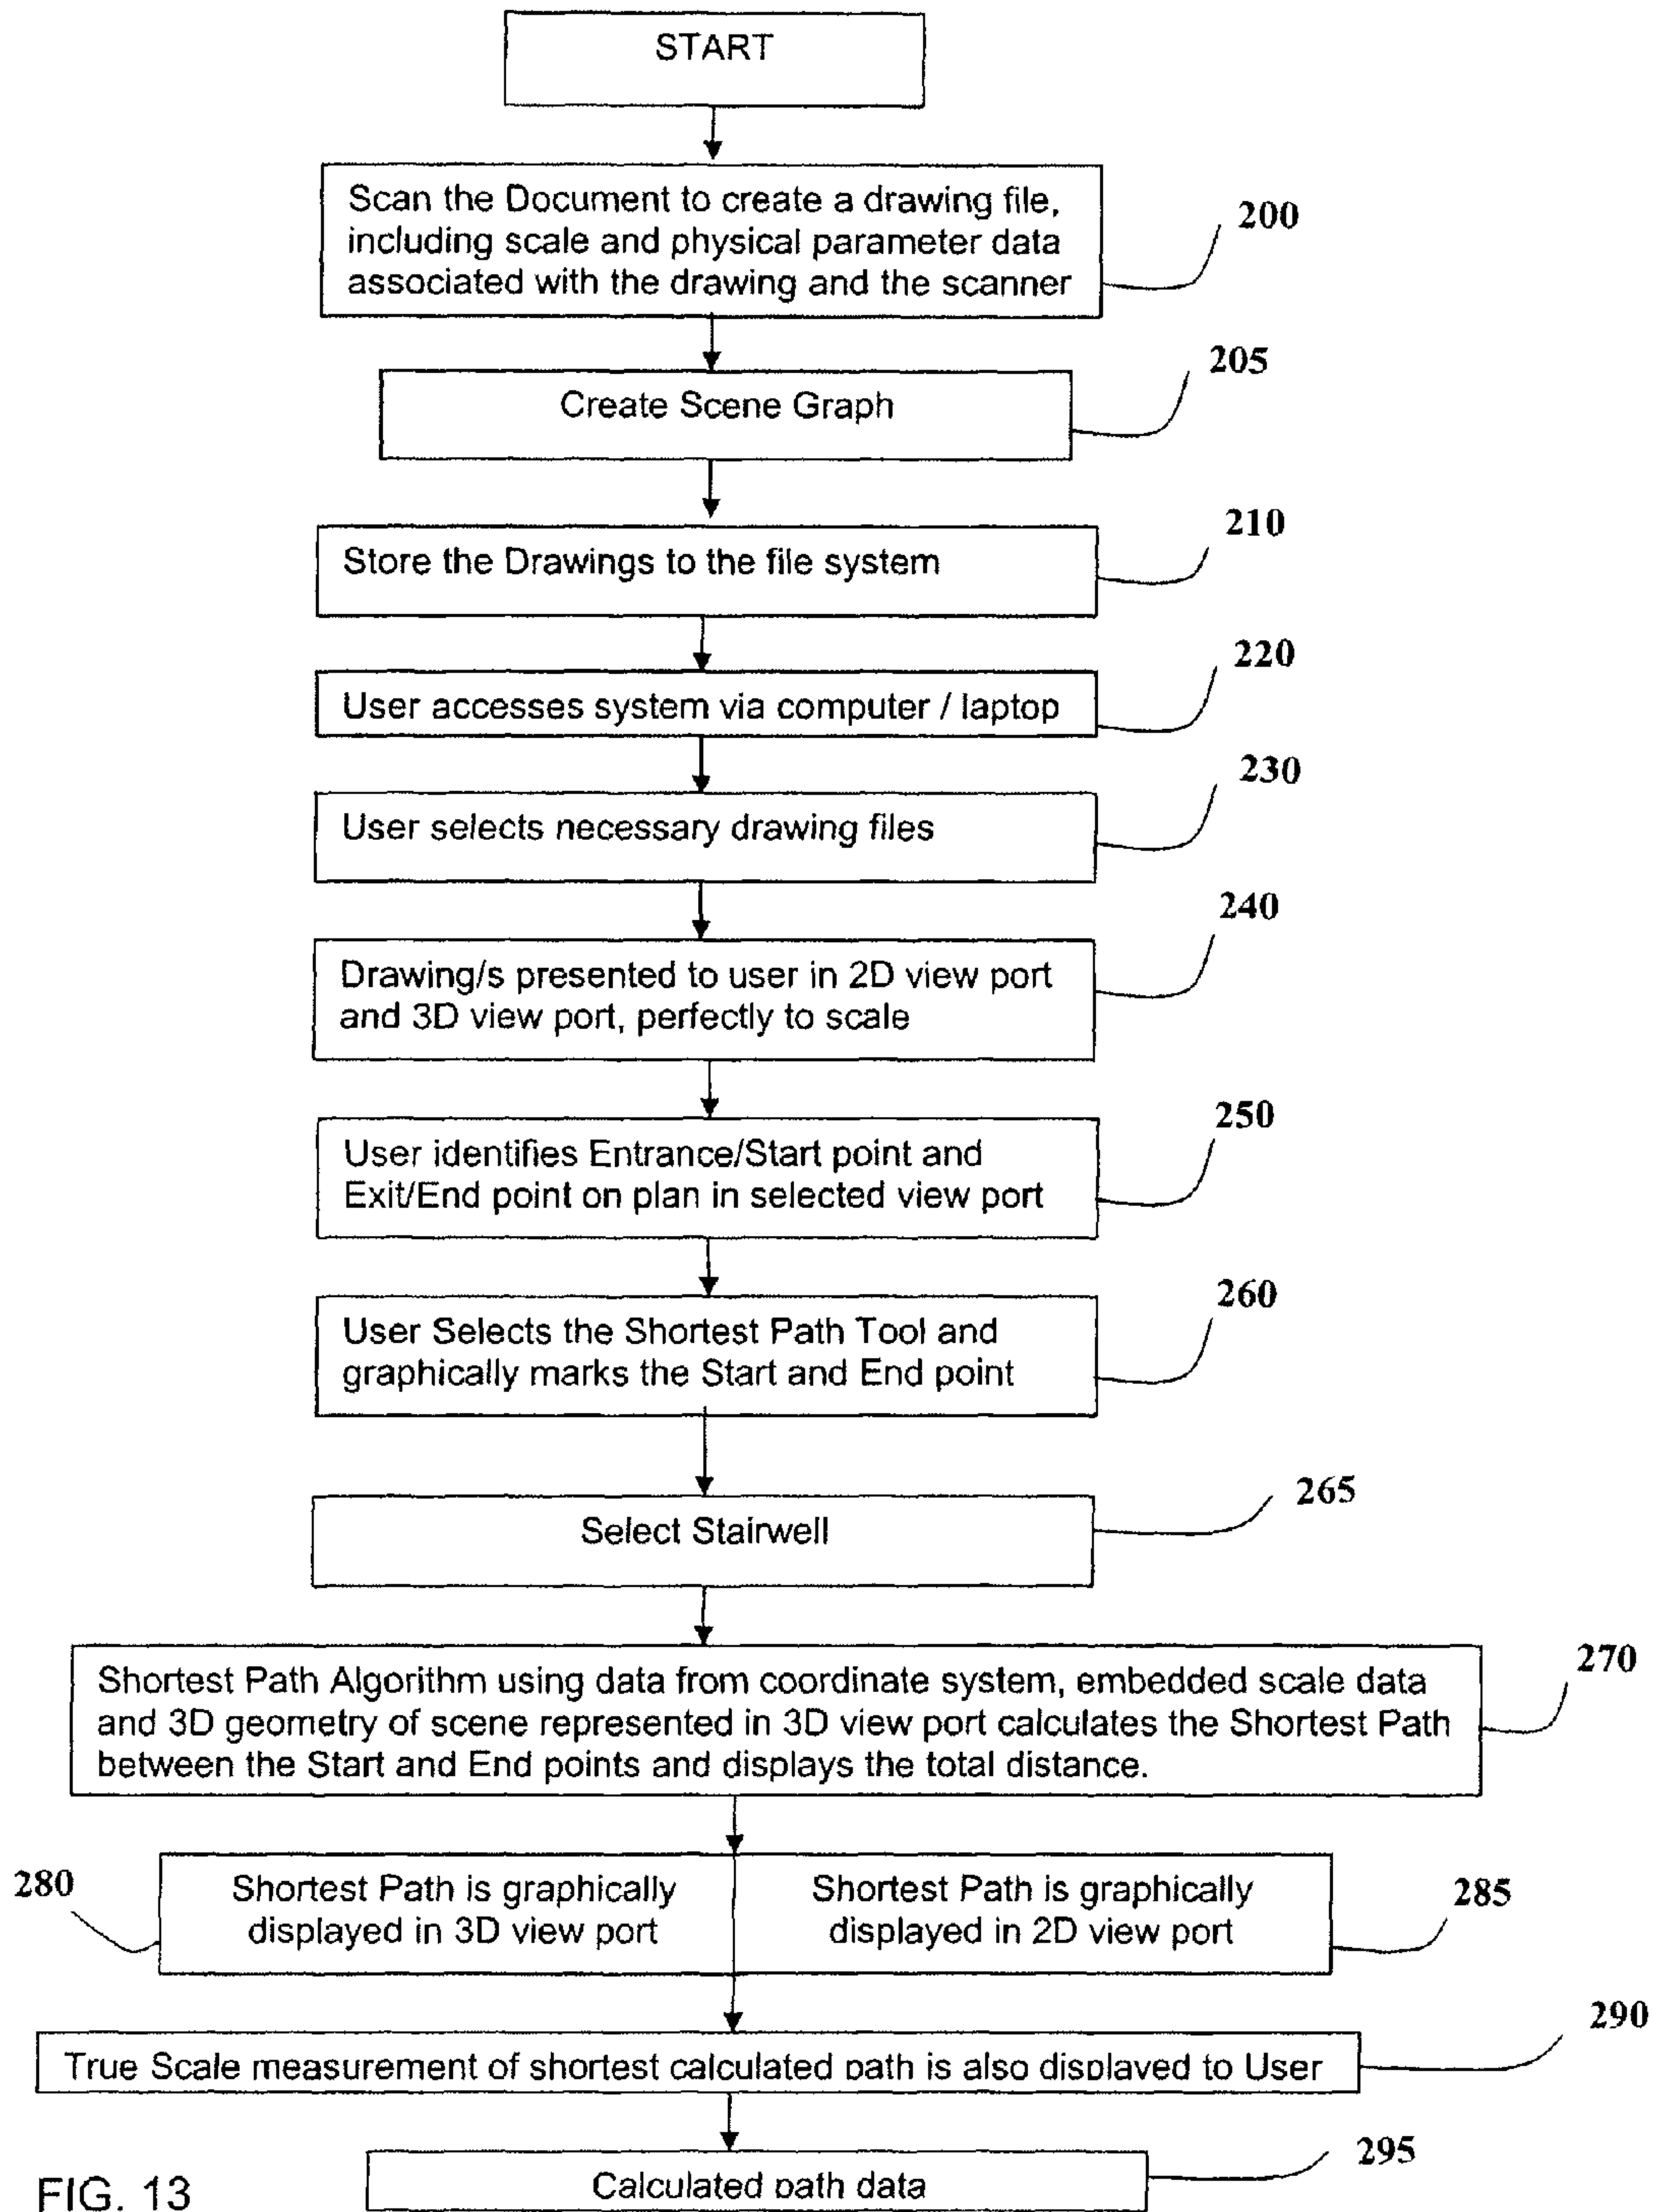 START
Scan the Document to create a drawing file,
including scale and physical parameter data
associated with the drawing and the scanner
200
205
Create Scene Graph
210
Store the Drawings to the file system
220
User accesses system via computer / laptop
230
User selects necessary drawing files
240
Drawing/s presented to user in 2D view port
and 3D view port, perfectly to scale
250
User identifies Entrance/Start point and
Exit/End point on plan in selected view port
260
User Selects the Shortest Path Tool and
graphically marks the Start and End point
265
Select Stairwell
270
Shortest Path Algorithm using data from coordinate system, embedded scale data
and 3D geometry of scene represented in 3D view port calculates the Shortest Path
between the Start and End points and displays the total distance.
280
Shortest Path is graphically
displayed in 3D view port
Shortest Path is graphically
displayed in 2D view port
285
290
True Scale measurement of shortest calculated path is also displayed to User
295
Calculated path data
FIG. 13